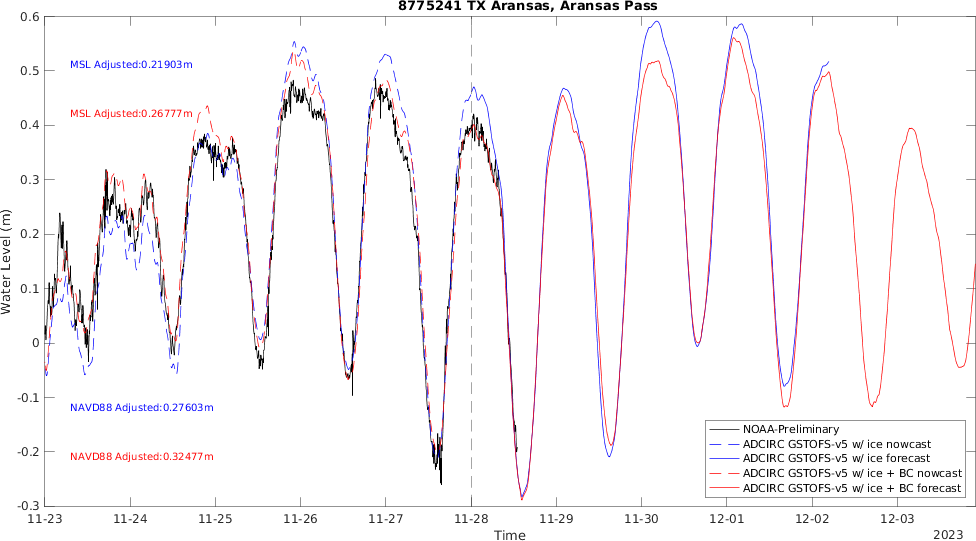 8775241 TX Aransas, Aransas Pass
0.6
0.5
0.4
0.3
0.2
0.1
0
-0.1
-0.2
-0.3
Water Level (m)
MSL Adjusted:0.21903m
MSL Adjusted:0.26777m
NAVD88 Adjusted:0.27603m
NAVD88 Adjusted:0.32477m
NOAA-Preliminary
ADCIRC GSTOFS-v5 w/ ice nowcast
ADCIRC GSTOFS-v5 w/ ice forecast
ADCIRC GSTOFS-v5 w/ ice + BC nowcast
ADCIRC GSTOFS-v5 w/ ice + BC forecast
11-23 11-24 11-25 11-26 11-27 11-28 11-29 11-30 12-01 12-02 12-03
Time
2023